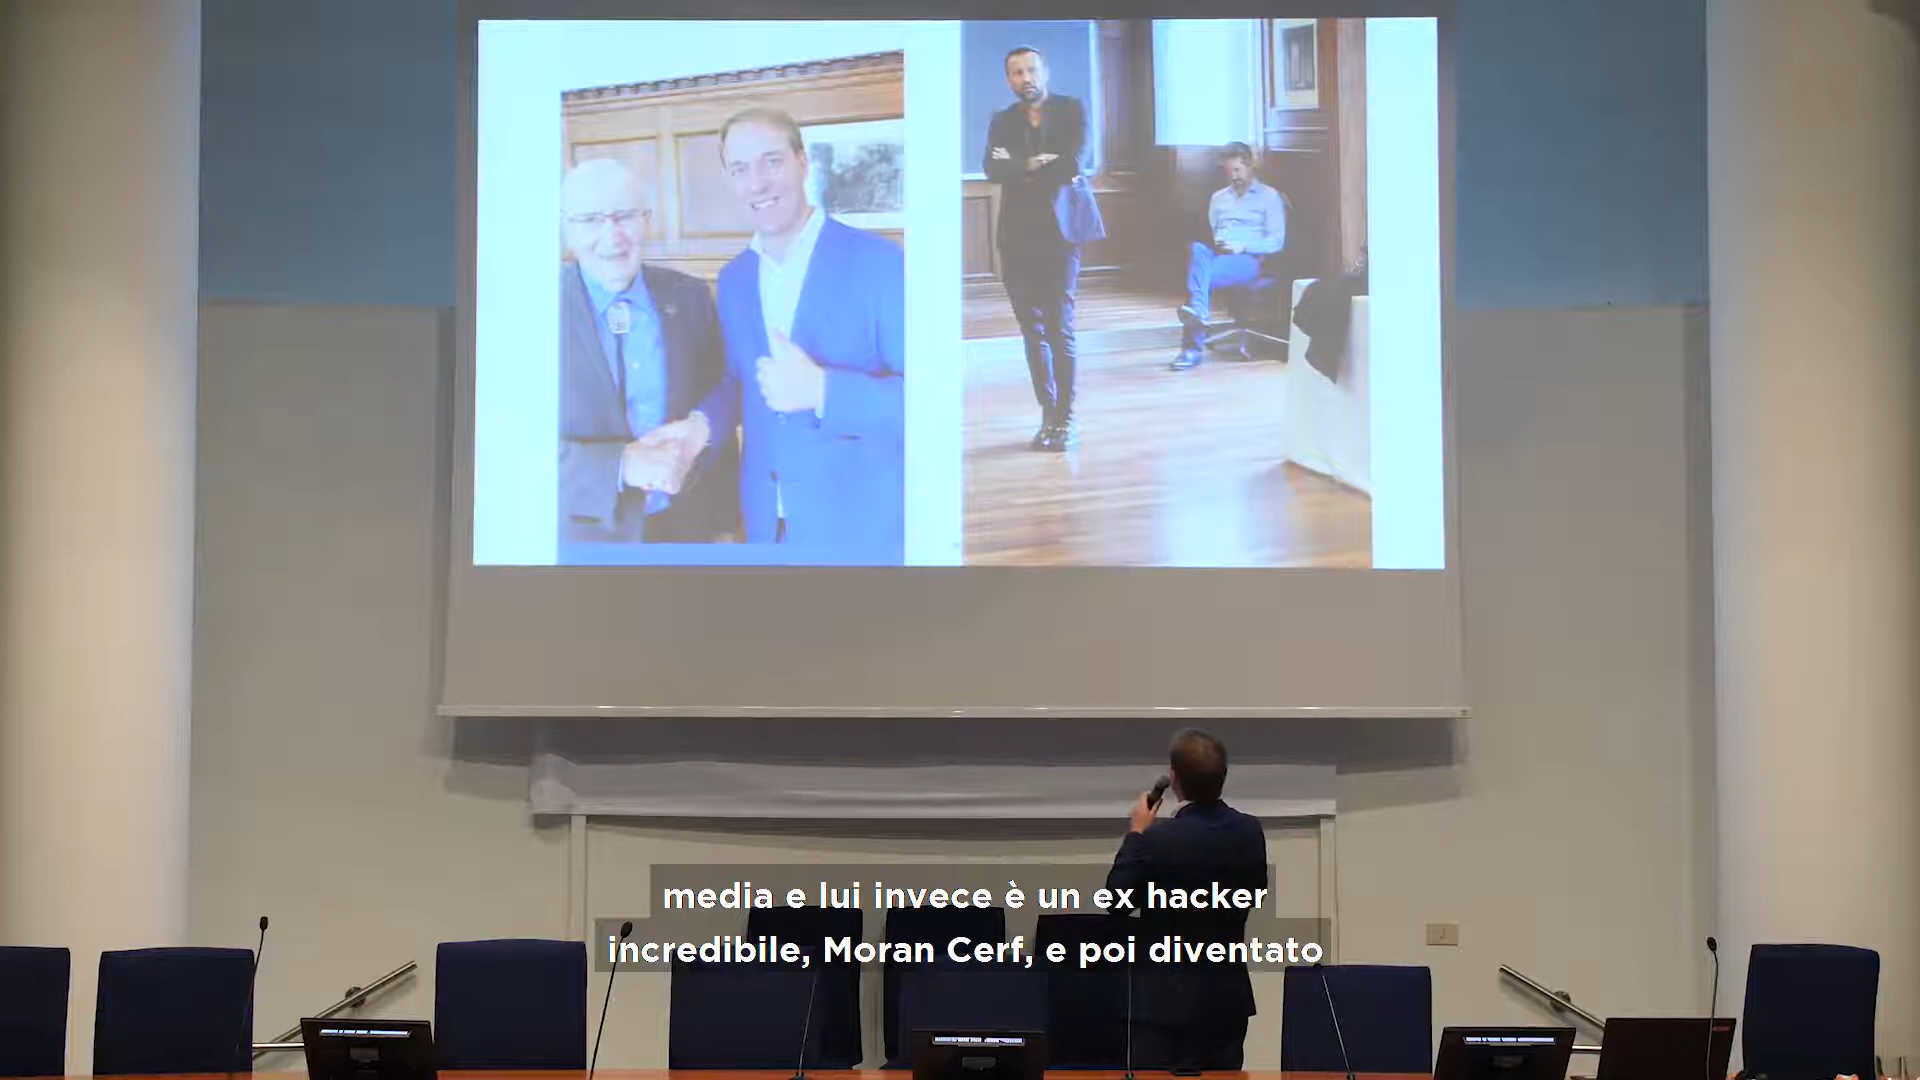 media e lui invece è un ex hacker
incredibile, Moran Cerf, e poi diventato